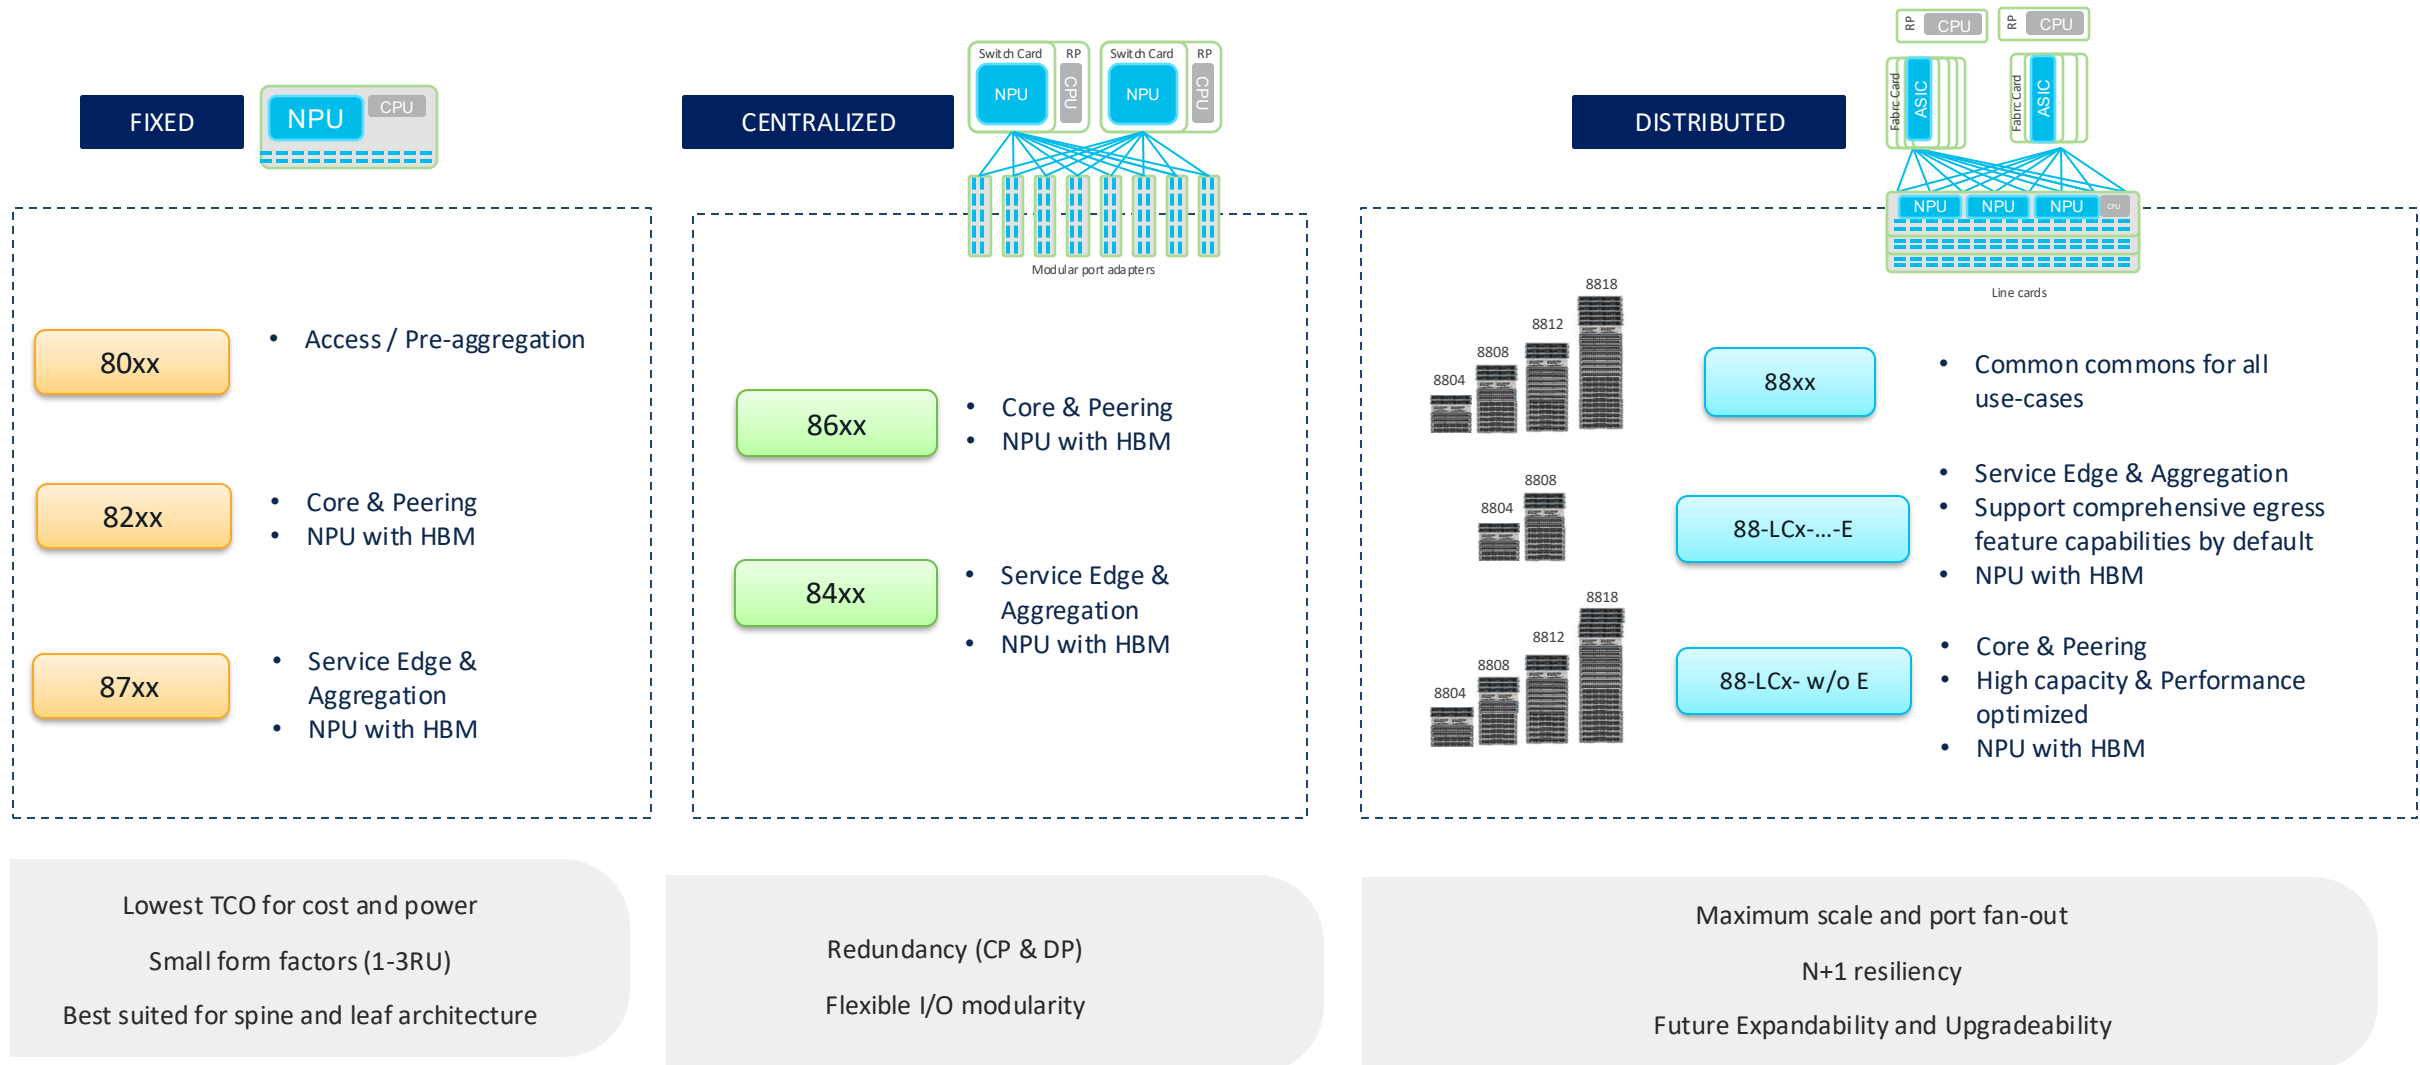 FIXED
NPU
CPU
80xx
• Access / Pre-aggregation
82xx
• Core & Peering
• NPU with HBM
87xx
• Service Edge &
Aggregation
• NPU with HBM
Lowest TCO for cost and power
Small form factors (1-3RU)
Best suited for spine and leaf architecture
CENTRALIZED
Switch Card
RP
NPU
CPU
Switch Card
RP
NPU
CPU
Modular port adapters
86xx
• Core & Peering
• NPU with HBM
84xx
• Service Edge &
Aggregation
• NPU with HBM
Redundancy (CP & DP)
Flexible I/O modularity
DISTRIBUTED
RP
CPU
RP
CPU
Fabrc Card
ASIC
Fabrc Card
ASIC
NPU
NPU
NPU
CPU
Line cards
8804
8808
8812
8818
88xx
• Common commons for all
use-cases
8804
8808
88-LCx-...-E
• Service Edge & Aggregation
• Support comprehensive egress
feature capabilities by default
• NPU with HBM
8804
8808
8812
8818
88-LCx- w/o E
• Core & Peering
• High capacity & Performance
optimized
• NPU with HBM
Maximum scale and port fan-out
N+1 resiliency
Future Expandability and Upgradeability